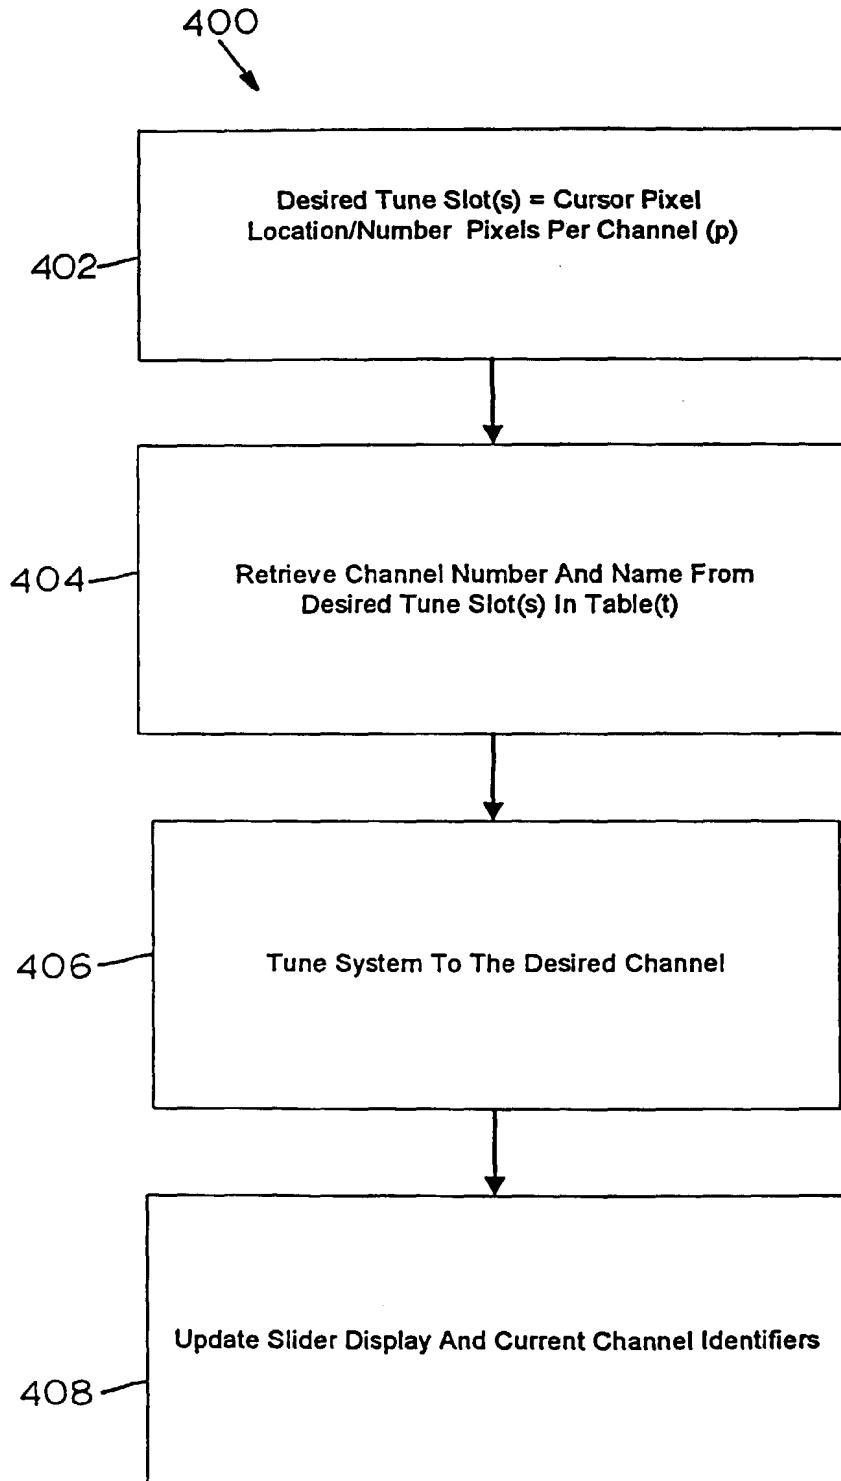 400
Desired Tune Slot(s) = Cursor Pixel
Location/Number Pixels Per Channel (p)
402
404
Retrieve Channel Number And Name From
Desired Tune Slot(s) In Table(t)
406
Tune System To The Desired Channel
Update Slider Display And Current Channel Identifiers
408